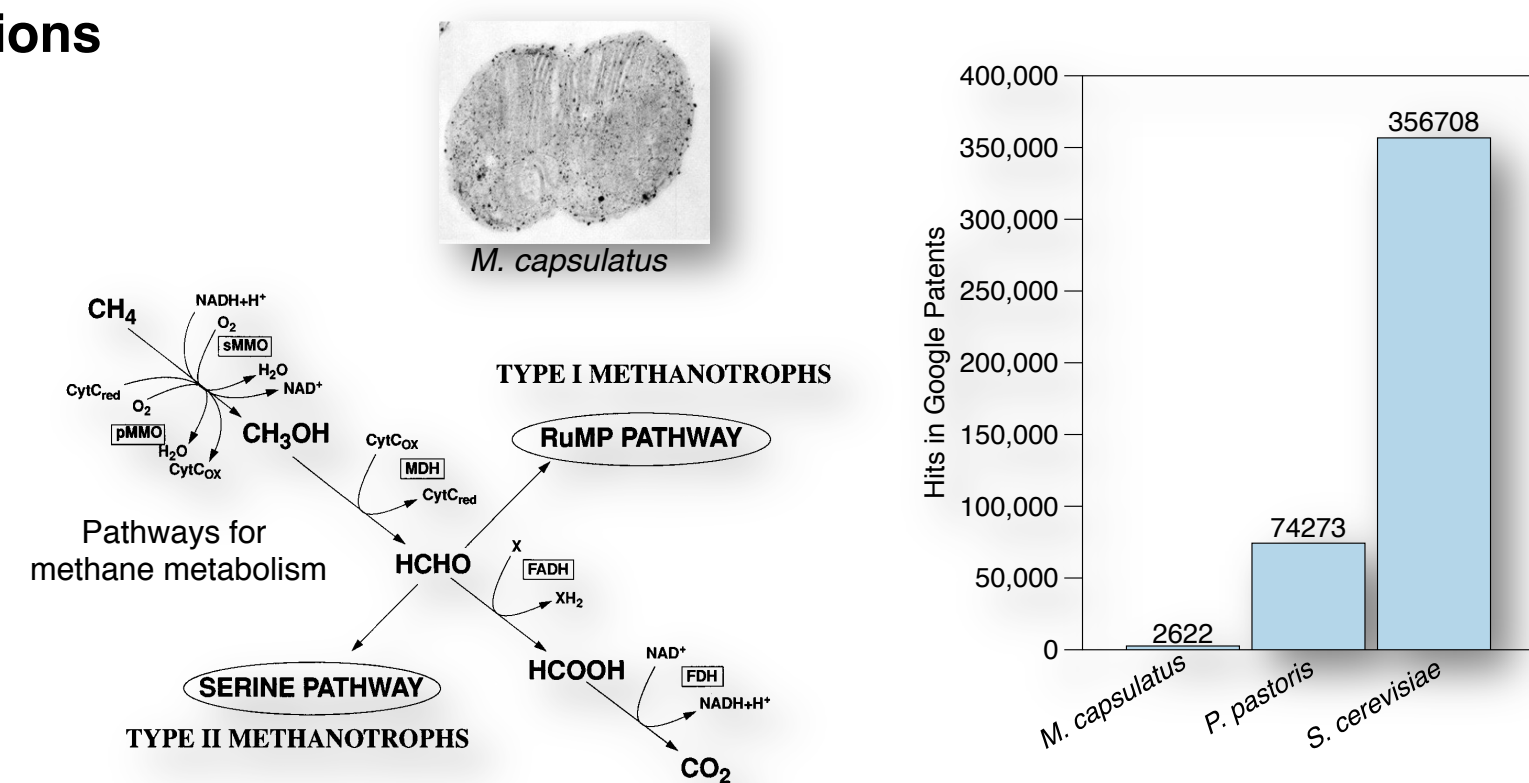 ions
M. capsulatus
CH4
NADH+H+
O2
sMMO
H2O
NAD+
CytCred
O2
pMMO
H2O
CytCOX
CH3OH
CytCOX
MDH
CytCred
TYPE I METHANOTROPHS
RuMP PATHWAY
Pathways for
methane metabolism
HCHO
X
FADH
XH2
SERINE PATHWAY
TYPE II METHANOTROPHS
HCOOH
NAD+
FDH
NADH+H+
CO2
Hits in Google Patents
400,000
350,000
300,000
250,000
200,000
150,000
100,000
50,000
0
2622
74273
356708
M. capsulatus
P. pastoris
S. cerevisiae